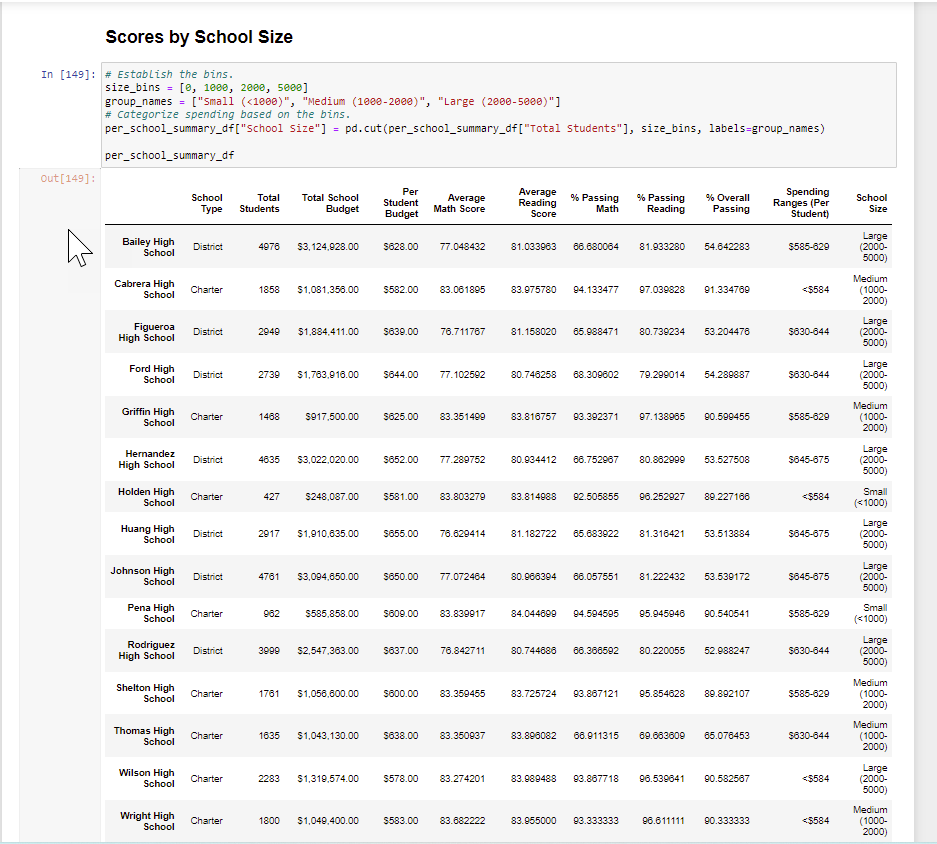 Scores by School Size
In [149]:
# Establish the bins.
size_bins = [0, 1000, 2000, 5000]
group_names = ["Small (<1000)", "Medium (1000-2000)", "Large (2000-5000)"]
# Categorize spending based on the bins.
per_school_summary_df["School Size"] = pd.cut(per_school_summary_df["Total Students"], size_bins, labels=group_names)
per_school_summary_df
Out[149]:
School Type Total Students Total School Budget Per Student Budget Average Math Score Average Reading Score % Passing Math % Passing Reading % Overall Passing Spending Ranges (Per Student) School Size
Bailey High School District 4976 $3,124,928.00 $628.00 77.048432 81.033963 66.680064 81.933280 54.642283 $585-629 Large (2000-5000)
Cabrera High School Charter 1858 $1,081,356.00 $582.00 83.061895 83.975780 94.133477 97.039828 91.334769 <$584 Medium (1000-2000)
Figueroa High School District 2949 $1,884,411.00 $639.00 76.711767 81.158020 65.988471 80.739234 53.204476 $630-644 Large (2000-5000)
Ford High School District 2739 $1,763,916.00 $644.00 77.102592 80.746258 68.309602 79.299014 54.289887 $630-644 Large (2000-5000)
Griffin High School Charter 1468 $917,500.00 $625.00 83.351499 83.816757 93.392371 97.138965 90.599455 $585-629 Medium (1000-2000)
Hernandez High School District 4635 $3,022,020.00 $652.00 77.289752 80.934412 66.752967 80.862999 53.527508 $645-675 Large (2000-5000)
Holden High School Charter 427 $248,087.00 $581.00 83.803279 83.814988 92.505855 96.252927 89.227166 <$584 Small (<1000)
Huang High School District 2917 $1,910,635.00 $655.00 76.629414 81.182722 65.683922 81.316421 53.513884 $645-675 Large (2000-5000)
Johnson High School District 4761 $3,094,650.00 $650.00 77.072464 80.966394 66.057551 81.222432 53.539172 $645-675 Large (2000-5000)
Pena High School Charter 962 $585,858.00 $609.00 83.839917 84.044699 94.594595 95.945946 90.540541 $585-629 Small (<1000)
Rodriguez High School District 3999 $2,547,363.00 $637.00 76.842711 80.744686 66.366592 80.220055 52.988247 $630-644 Large (2000-5000)
Shelton High School Charter 1761 $1,056,600.00 $600.00 83.359455 83.725724 93.867121 95.854628 89.892107 $585-629 Medium (1000-2000)
Thomas High School Charter 1635 $1,043,130.00 $638.00 83.350937 83.896082 66.911315 69.663609 65.076453 $630-644 Medium (1000-2000)
Wilson High School Charter 2283 $1,319,574.00 $578.00 83.274201 83.989488 93.867718 96.539641 90.582567 <$584 Large (2000-5000)
Wright High School Charter 1800 $1,049,400.00 $583.00 83.682222 83.955000 93.333333 96.611111 90.333333 <$584 Medium (1000-2000)